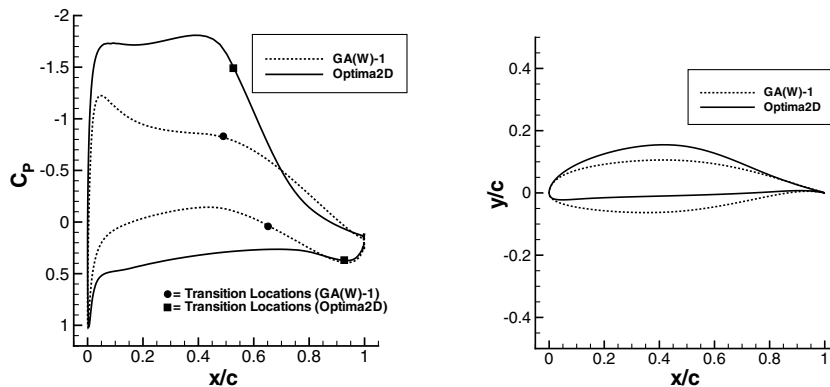 -2
-1.5
-1
-0.5
0
0.5
1
C_P
0 0.2 0.4 0.6 0.8 1
x/c
GA(W)-1
Optima2D
= Transition Locations (GA(W)-1)
= Transition Locations (Optima2D)
0.4
0.2
0
-0.2
-0.4
y/c
0 0.2 0.4 0.6 0.8 1
x/c
GA(W)-1
Optima2D